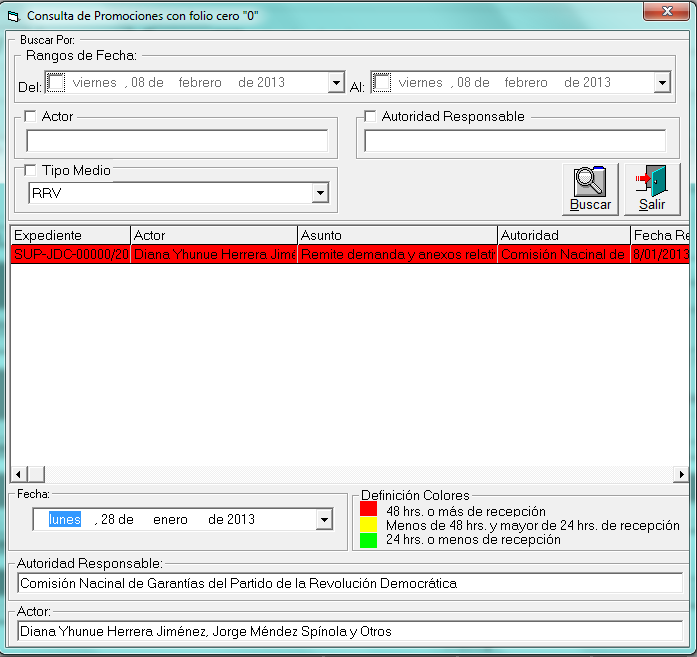 Consulta de Promociones con folio cero "0"
Buscar Por:
Rangos de Fecha:
Del: viernes , 08 de febrero de 2013 Al: viernes , 08 de febrero de 2013
Actor Autoridad Responsable
Tipo Medio
RRV
Buscar Salir
Expediente Actor Asunto Autoridad Fecha Re
SUP-JDC-00000/20 Diana Yhunue Herrera Jimé Remite demanda y anexos relati Comisión Nacinal de 8/01/2013
Fecha: Definición Colores
lunes , 28 de enero de 2013
48 hrs. o más de recepción
Menos de 48 hrs. y mayor de 24 hrs. de recepción
24 hrs. o menos de recepción
Autoridad Responsable:
Comisión Nacinal de Garantías del Partido de la Revolución Democrática
Actor:
Diana Yhunue Herrera Jiménez, Jorge Méndez Spínola y Otros